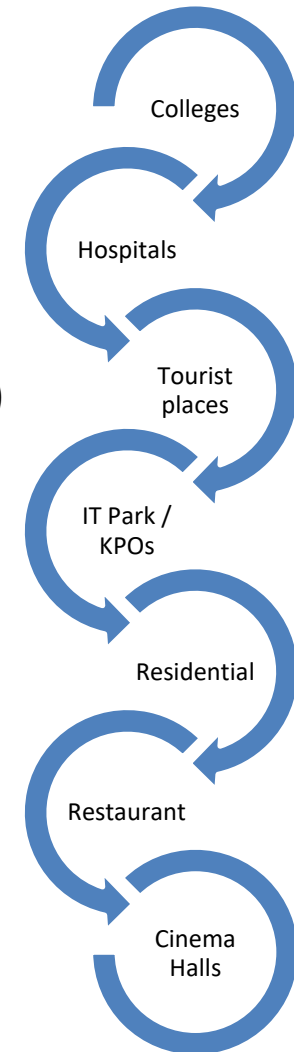 Colleges
Hospitals
Tourist
places
IT Park /
KPOs
Residential
Restaurant
Cinema
Halls